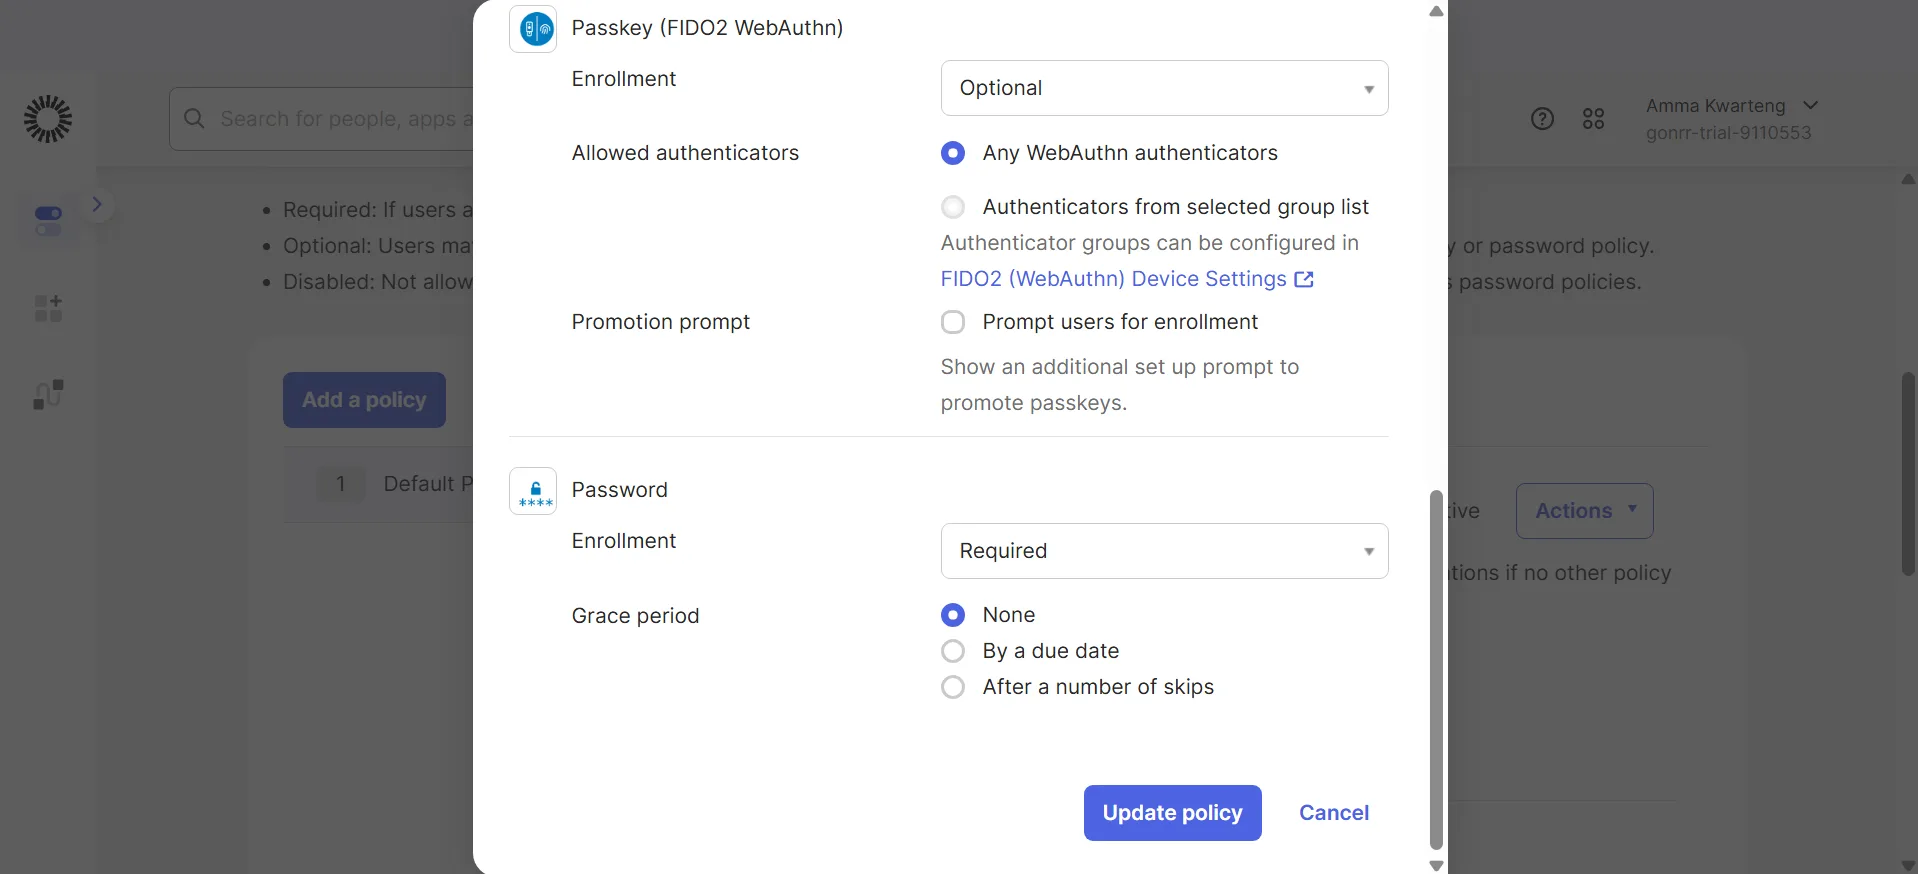 Passkey (FIDO2 WebAuthn)
Enrollment
Optional
Allowed authenticators
Any WebAuthn authenticators
Authenticators from selected group list
Authenticator groups can be configured in
FIDO2 (WebAuthn) Device Settings
Promotion prompt
Prompt users for enrollment
Show an additional set up prompt to
promote passkeys.
Password
****
Enrollment
Required
Grace period
None
By a due date
After a number of skips
Update policy
Cancel
Search for people, apps a
Amma Kwarteng
gonrr-trial-9110553
Required: If users a
Optional: Users ma
y or password policy.
Disabled: Not allow
s password policies.
Add a policy
1
Default P
tive
Actions
tions if no other policy